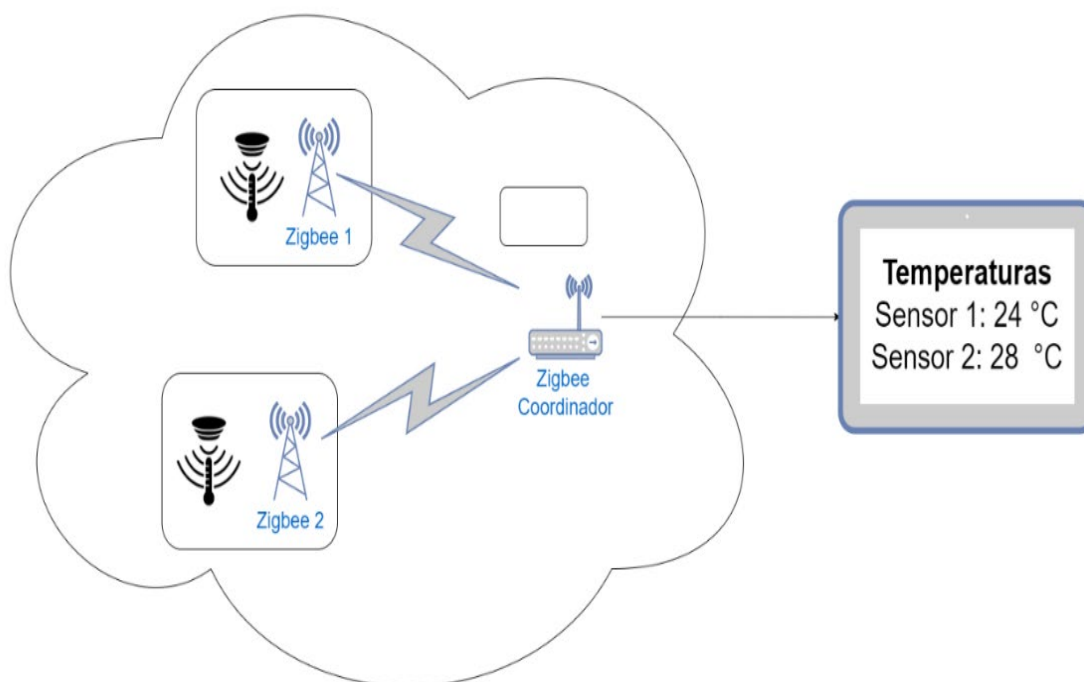 Zigbee 1
Zigbee
Coordinador
Zigbee 2
Temperaturas
Sensor 1: 24 °C
Sensor 2: 28 °C